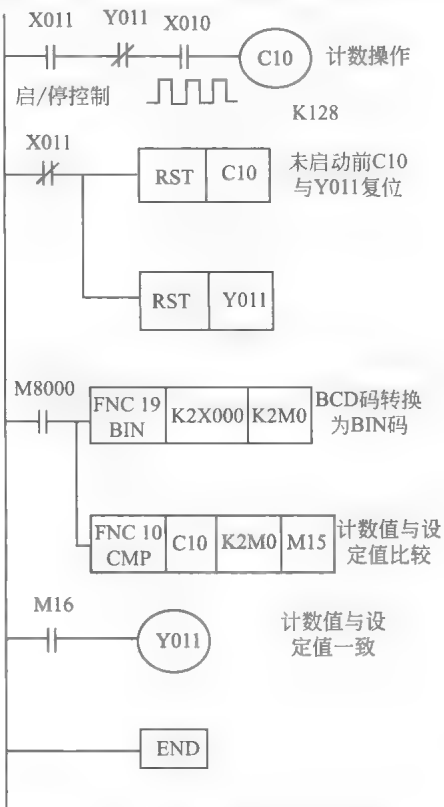 X011 Y011 X010
C10 计数操作
启/停控制
K128
X011
RST C10 未启动前C10
与Y011复位
RST Y011
M8000
FNC 19 K2X000 K2M0 BCD码转换
BIN 为BIN码
FNC 10 C10 K2M0 M15 计数值与设
CMP 定值比较
M16
Y011 计数值与设
定值一致
END